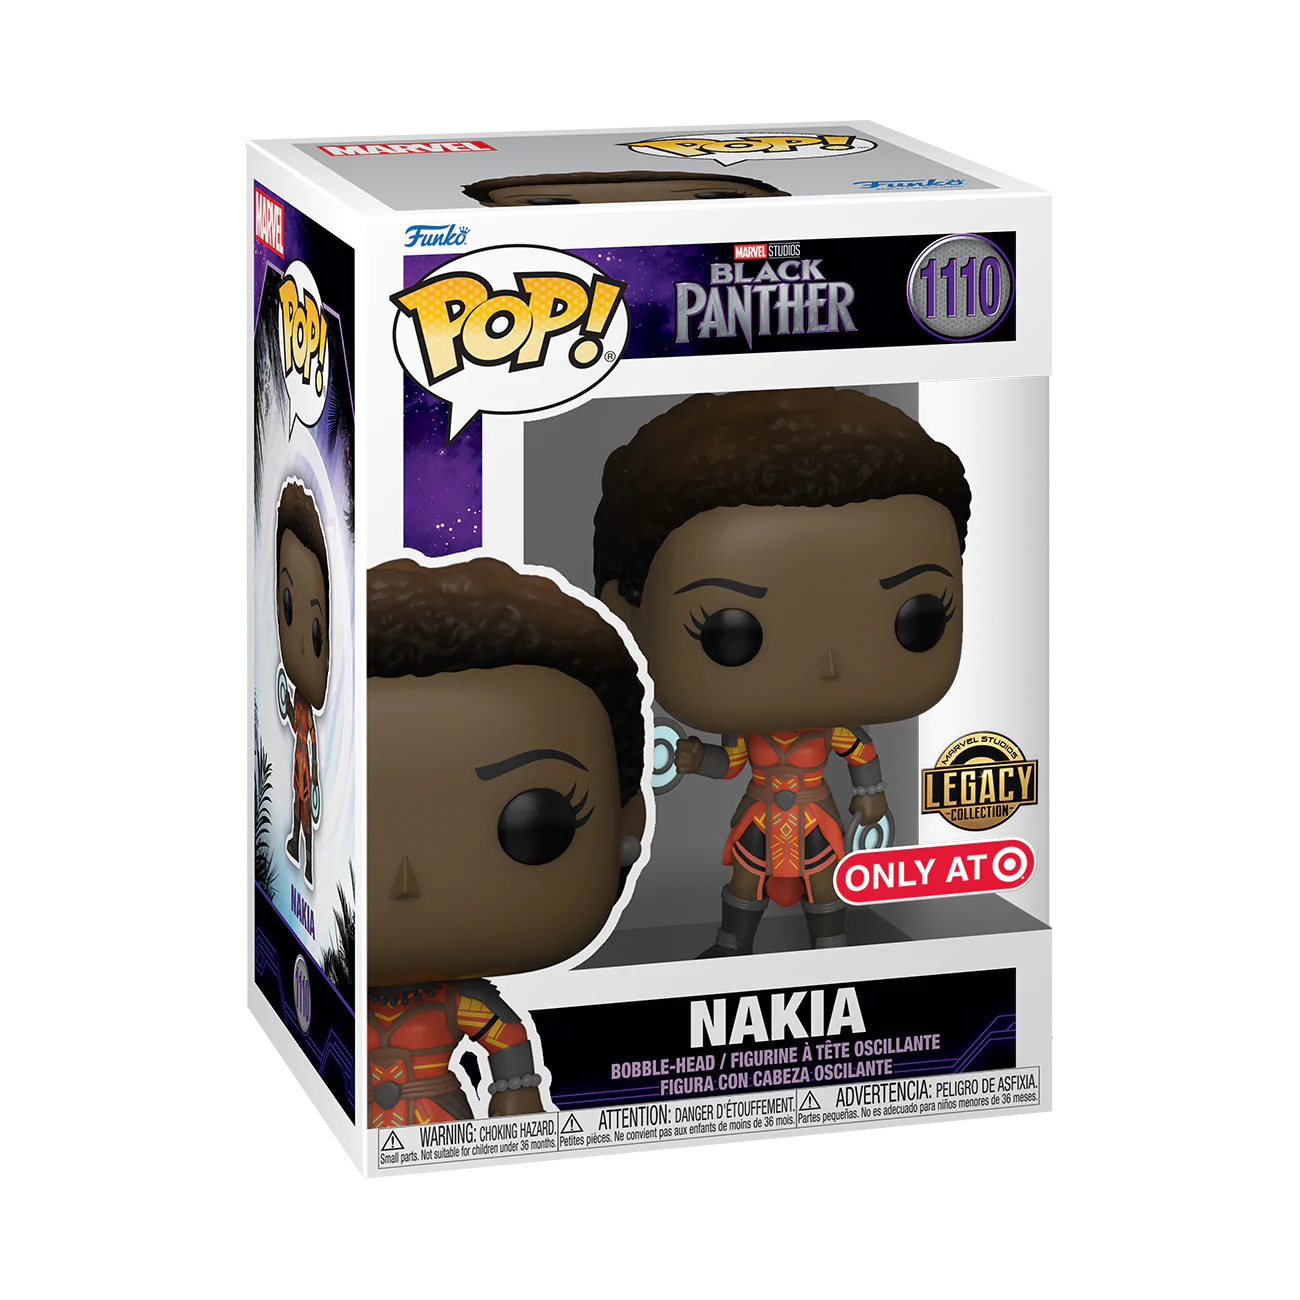 MARVEL
POP!
Funko
MARVEL
POP!
NAKIA
1110
Funko
POP!®
MARVEL STUDIOS
BLACK
PANTHER
1110
MARVEL STUDIOS
LEGACY
-COLLECTION-
ONLY AT
NAKIA
BOBBLE-HEAD / FIGURINE À TÊTE OSCILLANTE
FIGURA CON CABEZA OSCILANTE
WARNING: CHOKING HAZARD.
Small parts. Not suitable for children under 36 months.
ATTENTION: DANGER D'ÉTOUFFEMENT.
Petites pièces. Ne convient pas aux enfants de moins de 36 mois.
ADVERTENCIA: PELIGRO DE ASFIXIA.
Partes pequeñas. No es adecuado para niños menores de 36 meses.